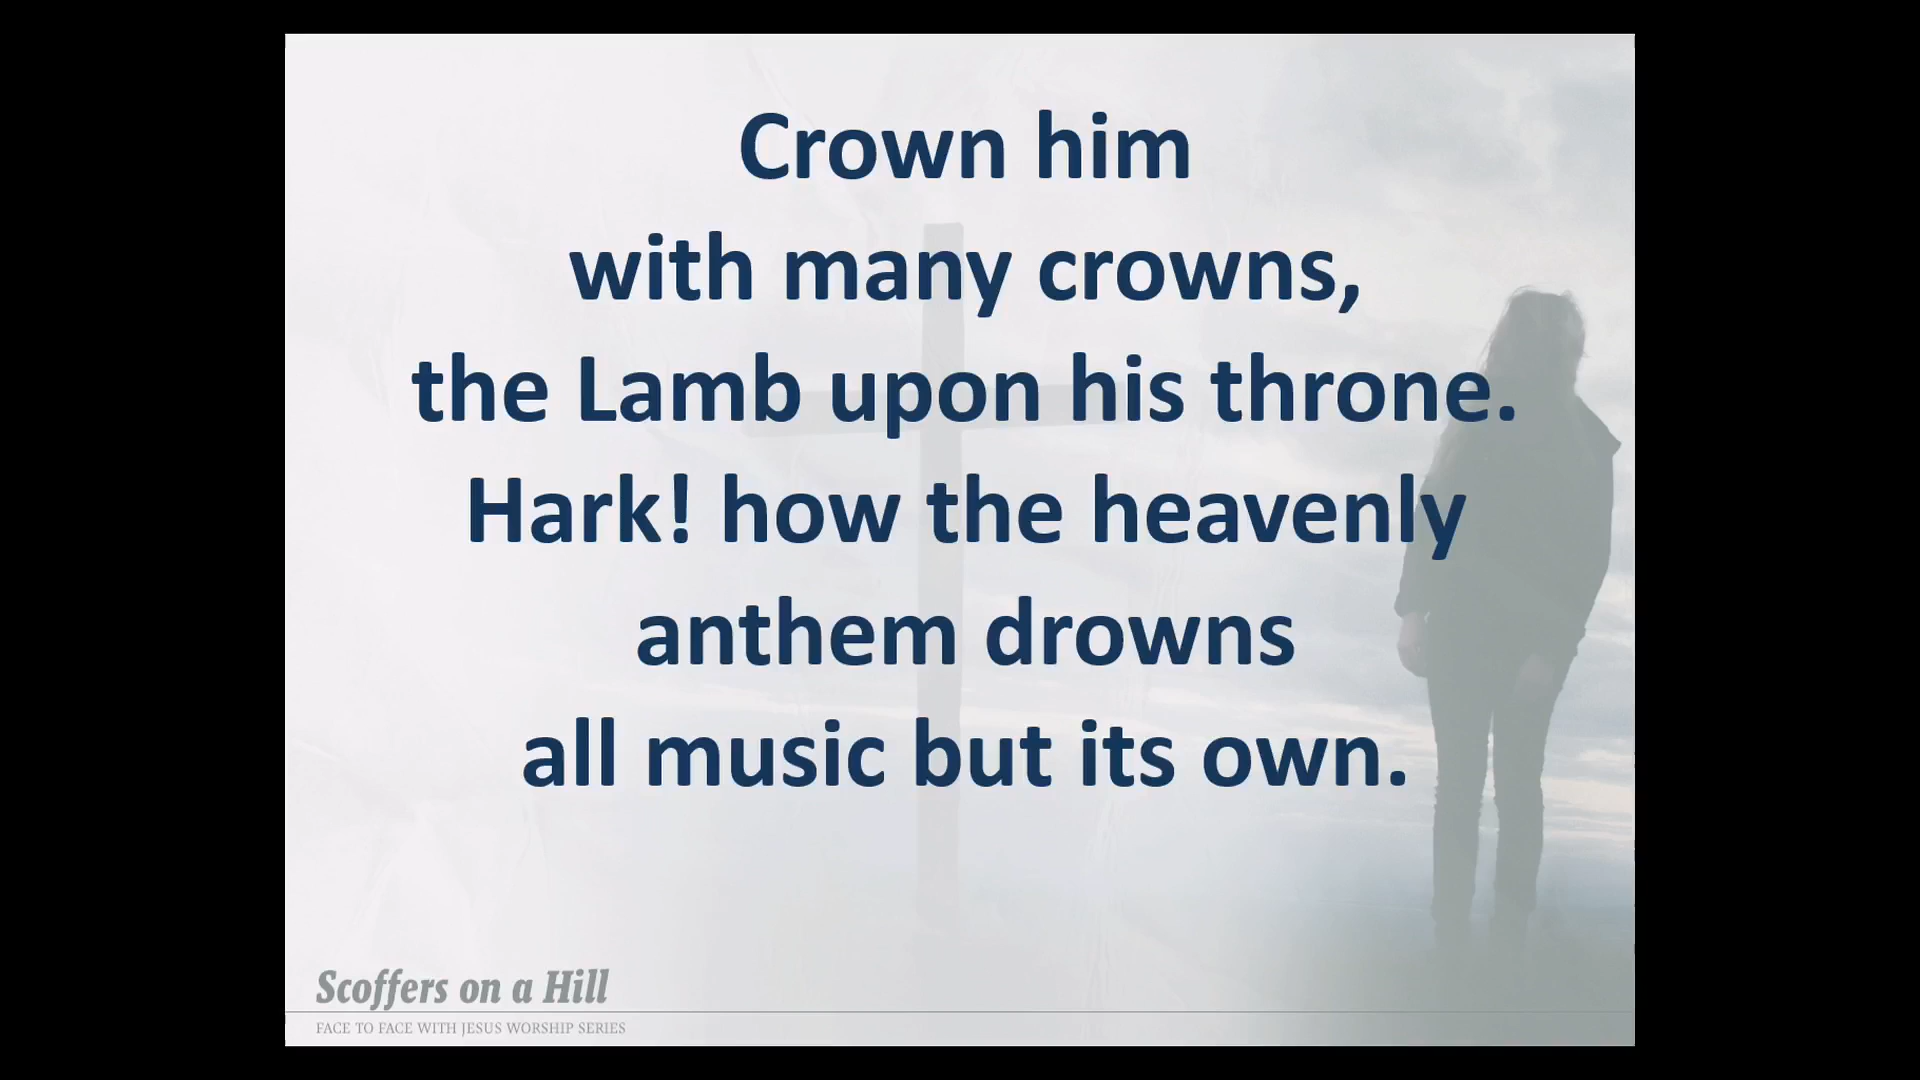 Crown him
with many crowns,
the Lamb upon his throne.
Hark! how the heavenly
anthem drowns
all music but its own.
Scoffers on a Hill
FACE TO FACE WITH JESUS WORSHIP SERIES